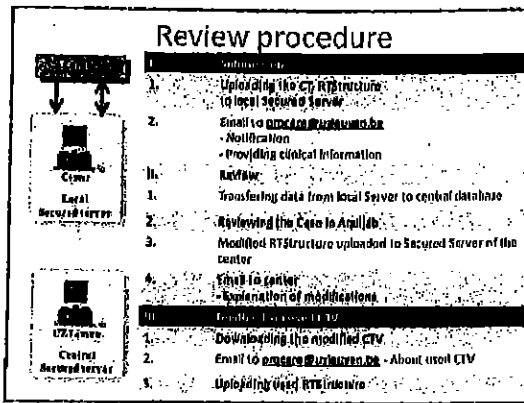 Review procedure
I.
1. Uploading the CT, RTStructure
to local Secured Server
2. Email to procare@uzleuven.be
- Notification
- Providing clinical information
II. Review
1. Transfering data from local Server to central database
2. Reviewing the Case in Aquilab
3. Modified RTStructure uploaded to Secured Server of the
center
4. Email to center
- Explanation of modifications
III.
1. Downloading the modified CTV
2. Email to procare@uzleuven.be - About used CTV
3. Uploading used RTStructure
Center
Local
Secured server
UZ Leuven
Central
Secured server